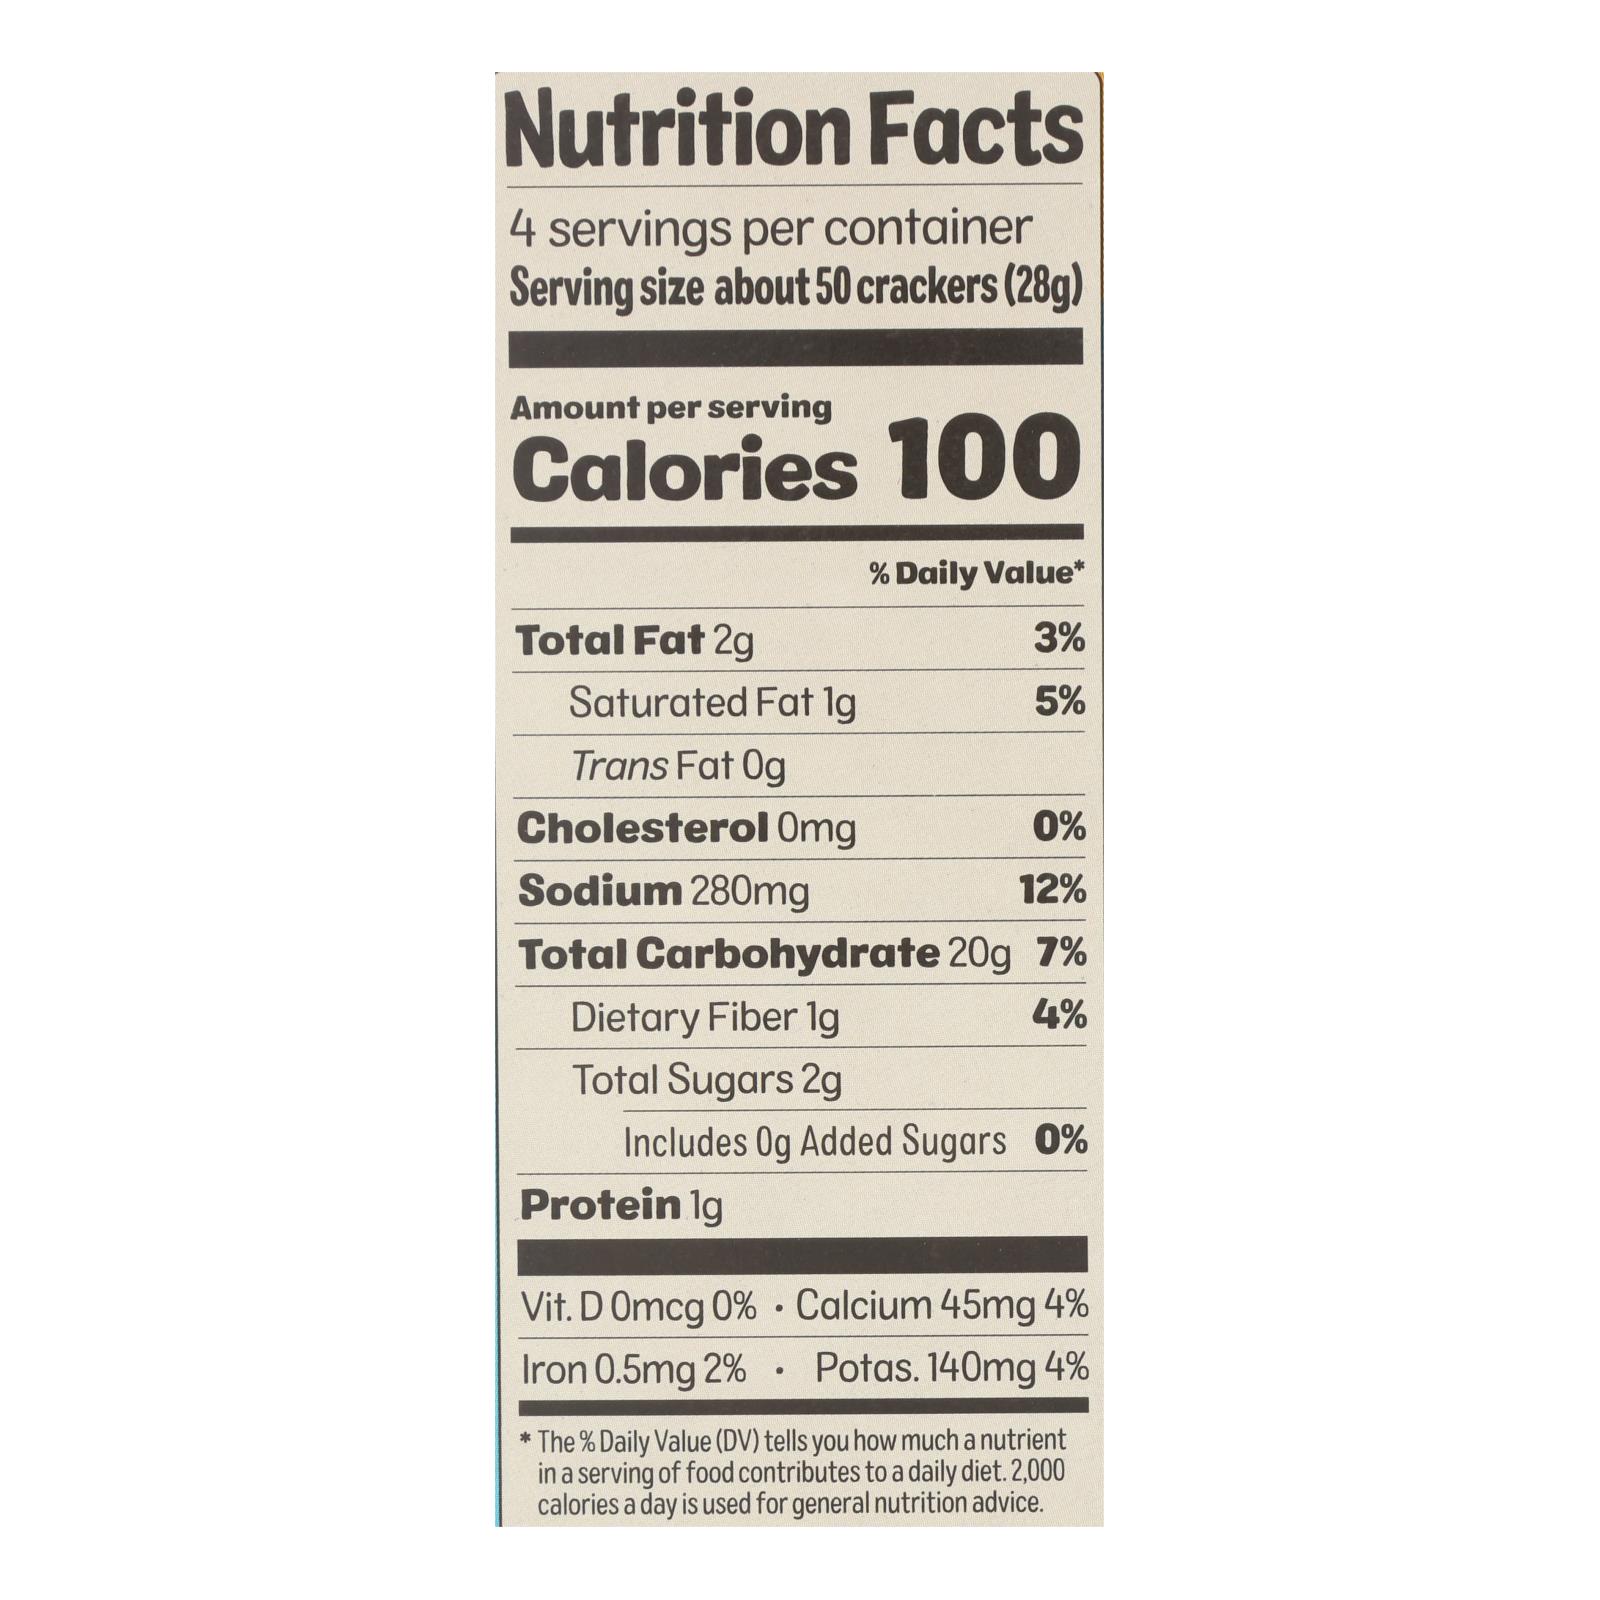 Nutrition Facts
4 servings per container
Serving size about 50 crackers (28g)
Amount per serving
Calories 100
% Daily Value*
Total Fat 2g 3%
Saturated Fat 1g 5%
Trans Fat 0g
Cholesterol 0mg 0%
Sodium 280mg 12%
Total Carbohydrate 20g 7%
Dietary Fiber 1g 4%
Total Sugars 2g
Includes 0g Added Sugars 0%
Protein 1g
Vit. D 0mcg 0% • Calcium 45mg 4%
Iron 0.5mg 2% • Potas. 140mg 4%
* The % Daily Value (DV) tells you how much a nutrient
in a serving of food contributes to a daily diet. 2,000
calories a day is used for general nutrition advice.